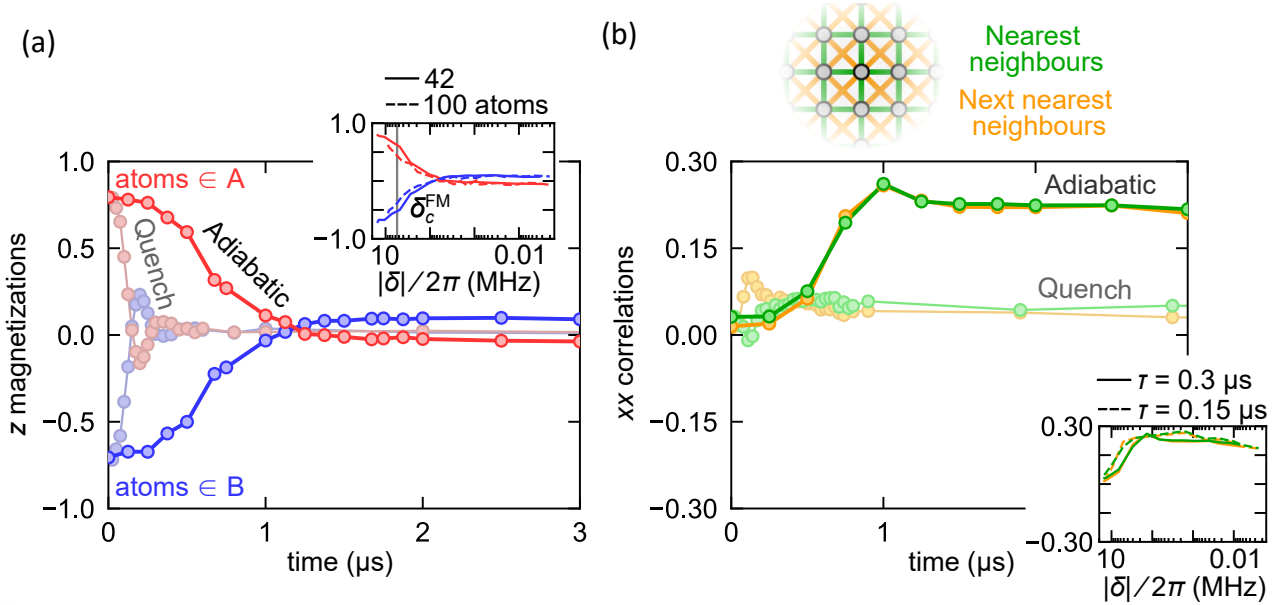 (a)
42
100 atoms
1.0
−1.0
δ_c^FM
10
0.01
|δ| / 2π (MHz)
1.0
0.5
0.0
−0.5
−1.0
z magnetizations
atoms ∈ A
Quench
Adiabatic
atoms ∈ B
0
1
2
3
time (μs)
(b)
Nearest
neighbours
Next nearest
neighbours
0.30
0.15
0.00
−0.15
−0.30
xx correlations
Adiabatic
Quench
0
1
time (μs)
τ = 0.3 μs
τ = 0.15 μs
0.30
−0.30
10
0.01
|δ| / 2π (MHz)